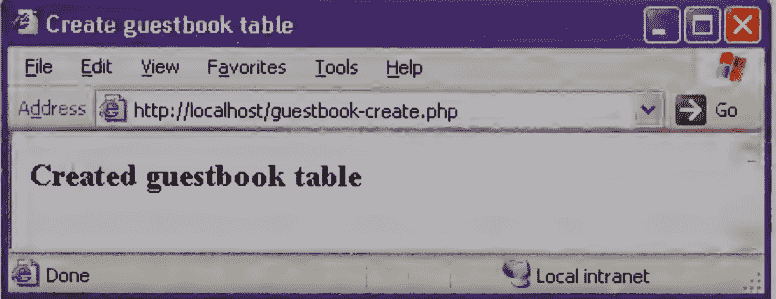 Create guestbook table
File Edit View Favorites Tools Help
Address http://localhost/guestbook-create.php Go
Created guestbook table
Done Local intranet